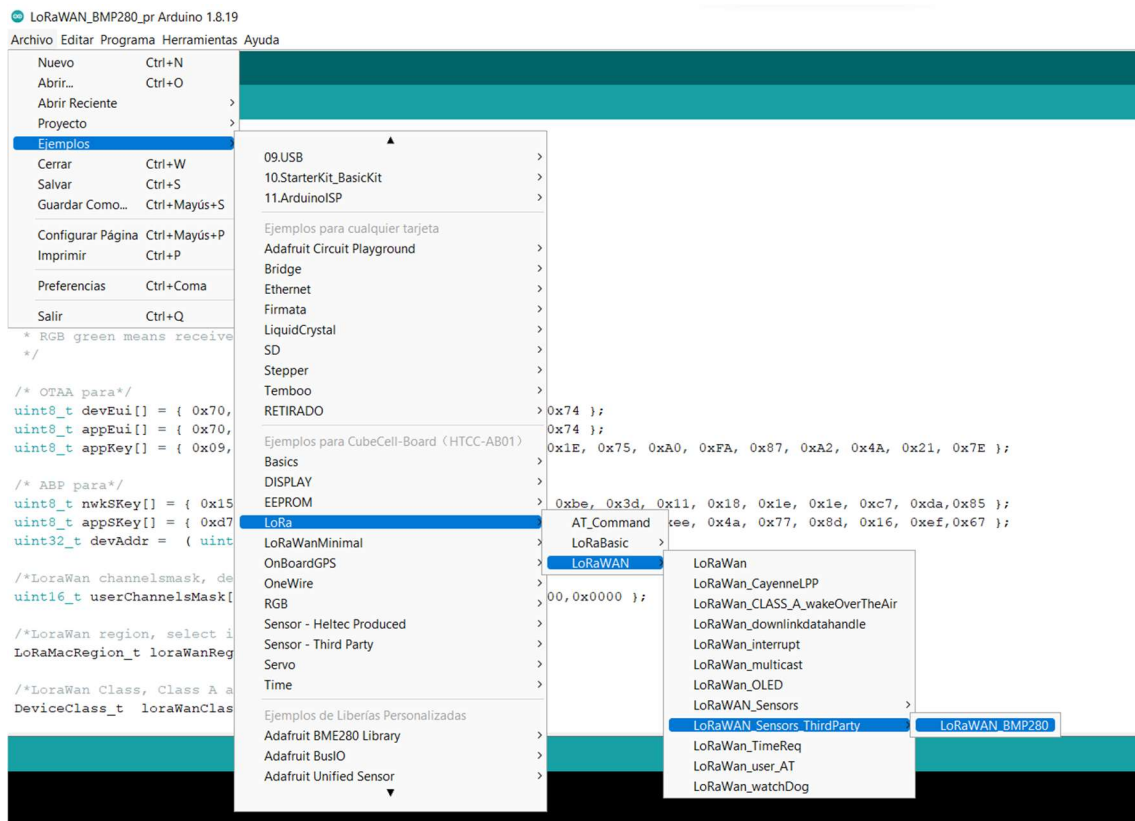 LoRaWAN_BMP280_pr Arduino 1.8.19
Archivo Editar Programa Herramientas Ayuda
Nuevo Ctrl+N
Abrir... Ctrl+O
Abrir Reciente
Proyecto
Ejemplos
Cerrar Ctrl+W
Salvar Ctrl+S
Guardar Como... Ctrl+Mayús+S
Configurar Página Ctrl+Mayús+P
Imprimir Ctrl+P
Preferencias Ctrl+Coma
Salir Ctrl+Q
09.USB
10.StarterKit_BasicKit
11.ArduinoISP
Ejemplos para cualquier tarjeta
Adafruit Circuit Playground
Bridge
Ethernet
Firmata
LiquidCrystal
SD
Stepper
Temboo
RETIRADO
Ejemplos para CubeCell-Board（HTCC-AB01）
Basics
DISPLAY
EEPROM
LoRa
LoRaWanMinimal
OnBoardGPS
OneWire
RGB
Sensor - Heltec Produced
Sensor - Third Party
Servo
Time
Ejemplos de Liberías Personalizadas
Adafruit BME280 Library
Adafruit BusIO
Adafruit Unified Sensor
AT_Command
LoRaBasic
LoRaWAN
LoRaWan
LoRaWan_CayenneLPP
LoRaWan_CLASS_A_wakeOverTheAir
LoRaWan_downlinkdatahandle
LoRaWan_interrupt
LoRaWan_multicast
LoRaWan_OLED
LoRaWAN_Sensors
LoRaWAN_Sensors_ThirdParty
LoRaWan_TimeReq
LoRaWan_user_AT
LoRaWan_watchDog
LoRaWAN_BMP280
* RGB green means receive
*/
/* OTAA para*/
uint8_t devEui[] = { 0x70, 0x74 };
uint8_t appEui[] = { 0x70, 0x74 };
uint8_t appKey[] = { 0x09, 0x1E, 0x75, 0xA0, 0xFA, 0x87, 0xA2, 0x4A, 0x21, 0x7E };
/* ABP para*/
uint8_t nwkSKey[] = { 0x15 0xbe, 0x3d, 0x11, 0x18, 0x1e, 0x1e, 0xc7, 0xda,0x85 };
uint8_t appSKey[] = { 0xd7 xee, 0x4a, 0x77, 0x8d, 0x16, 0xef,0x67 };
uint32_t devAddr = ( uint
/*LoraWan channelsmask, de
uint16_t userChannelsMask[ 00,0x0000 };
/*LoraWan region, select i
LoRaMacRegion_t loraWanReg
/*LoraWan Class, Class A a
DeviceClass_t loraWanClas